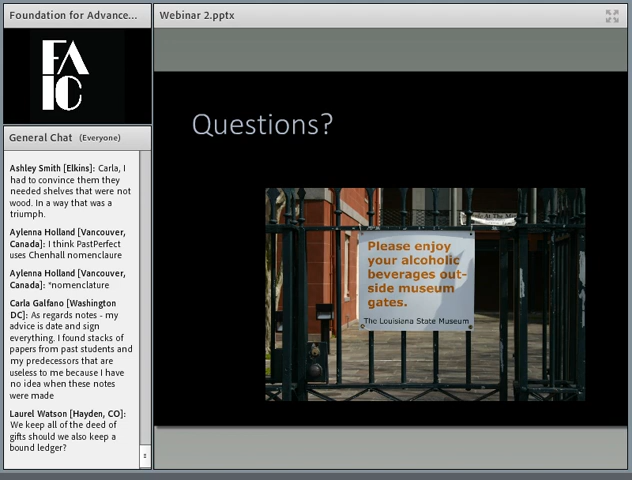 Foundation for Advance...
FA
IC
General Chat (Everyone)
Ashley Smith [Elkins]: Carla, I
had to convince them they
needed shelves that were not
wood. In a way that was a
triumph.
Aylenna Holland [Vancouver,
Canada]: I think PastPerfect
uses Chenhall nomenclaure
Aylenna Holland [Vancouver,
Canada]: *nomenclature
Carla Galfano [Washington
DC]: As regards notes - my
advice is date and sign
everything. I found stacks of
papers from past students and
my predecessors that are
useless to me because I have
no idea when these notes
were made
Laurel Watson [Hayden, CO]:
We keep all of the deed of
gifts should we also keep a
bound ledger?
Webinar 2.pptx
Questions?
Please enjoy
your alcoholic
beverages out-
side museum
gates.
The Louisiana State Museum